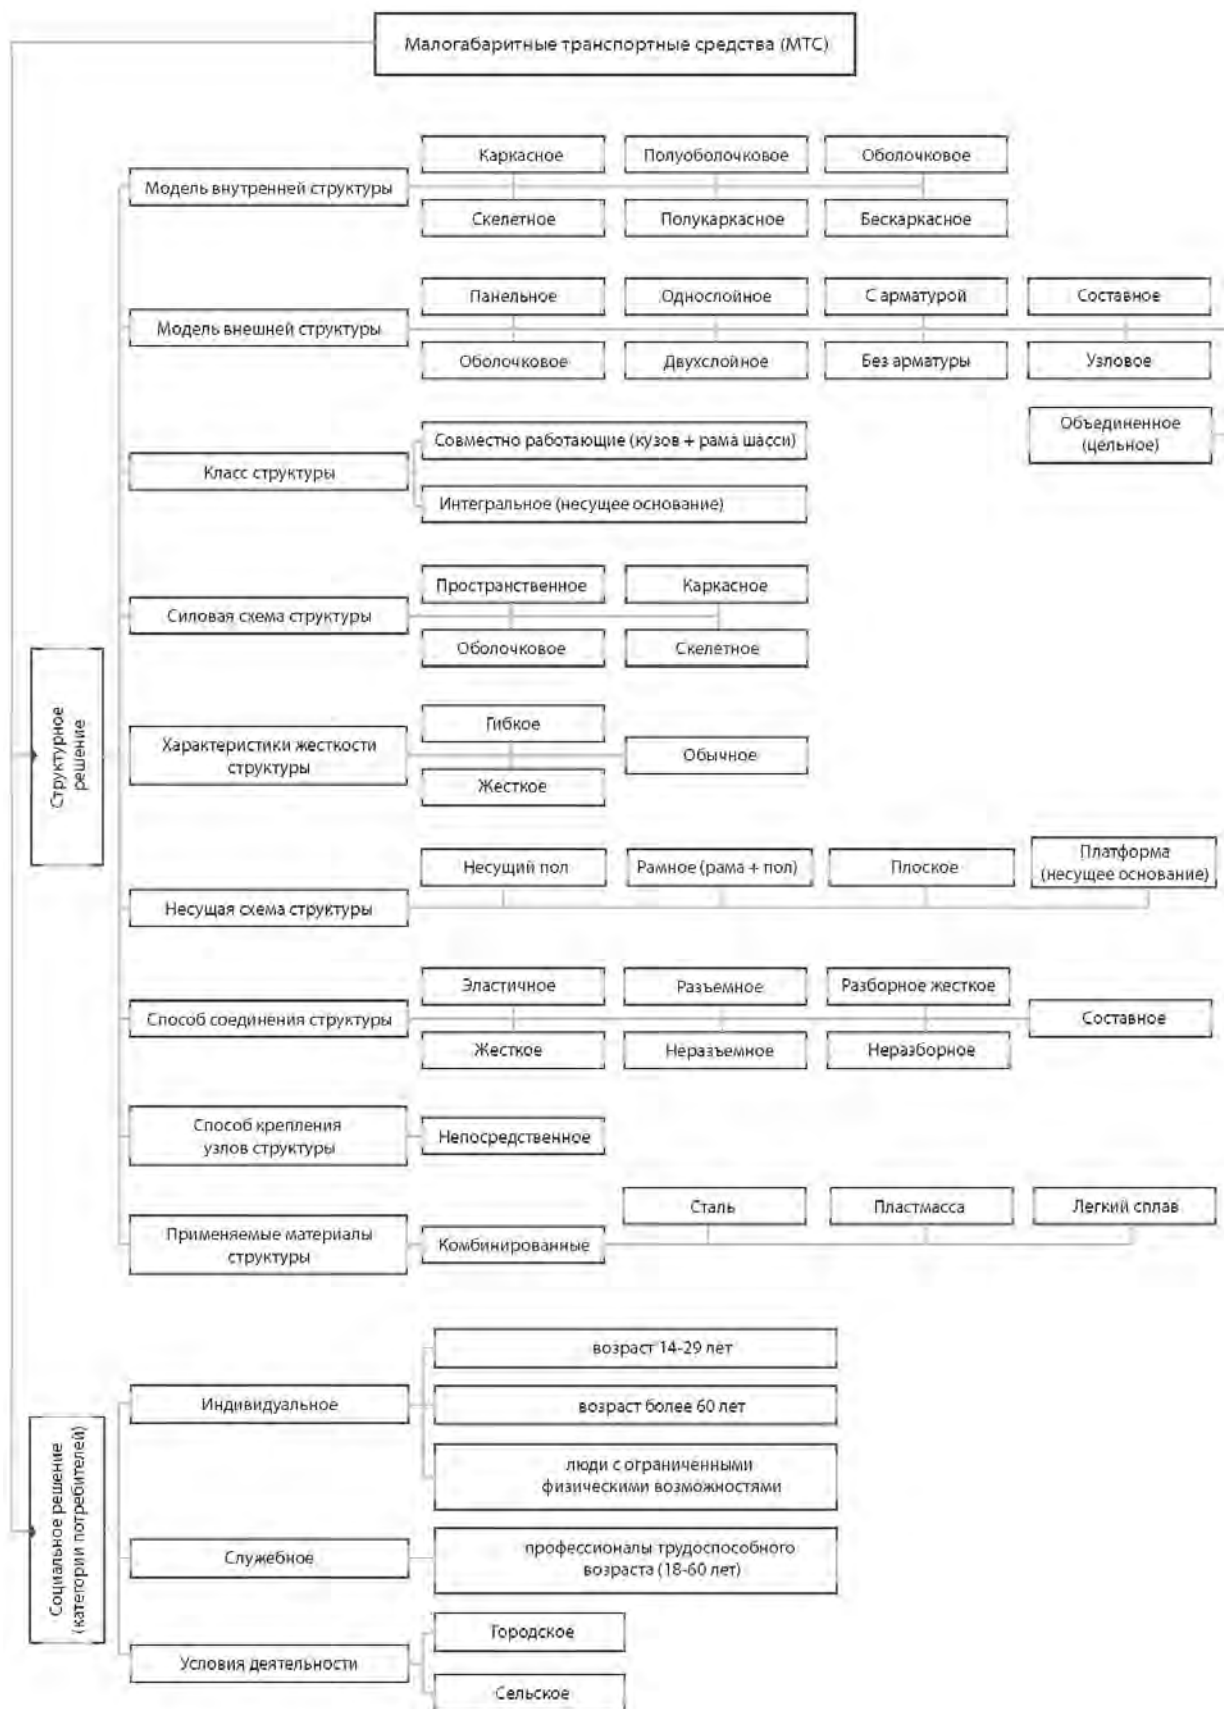 Малогабаритные транспортные средства (МТС)
Структурное
решение
Модель внутренней структуры
Каркасное
Полуоболочковое
Оболочковое
Скелетное
Полукаркасное
Бескаркасное
Модель внешней структуры
Панельное
Однослойное
С арматурой
Составное
Оболочковое
Двухслойное
Без арматуры
Узловое
Объединенное
(цельное)
Класс структуры
Совместно работающие (кузов + рама шасси)
Интегральное (несущее основание)
Силовая схема структуры
Пространственное
Каркасное
Оболочковое
Скелетное
Характеристики жесткости
структуры
Гибкое
Обычное
Жесткое
Несущая схема структуры
Несущий пол
Рамное (рама + пол)
Плоское
Платформа
(несущее основание)
Способ соединения структуры
Эластичное
Разъемное
Разборное жесткое
Составное
Жесткое
Неразъемное
Неразборное
Способ крепления
узлов структуры
Непосредственное
Применяемые материалы
структуры
Комбинированные
Сталь
Пластмасса
Легкий сплав
Социальное решение
(категории потребителей)
Индивидуальное
возраст 14-29 лет
возраст более 60 лет
люди с ограниченными
физическими возможностями
Служебное
профессионалы трудоспособного
возраста (18-60 лет)
Условия деятельности
Городское
Сельское